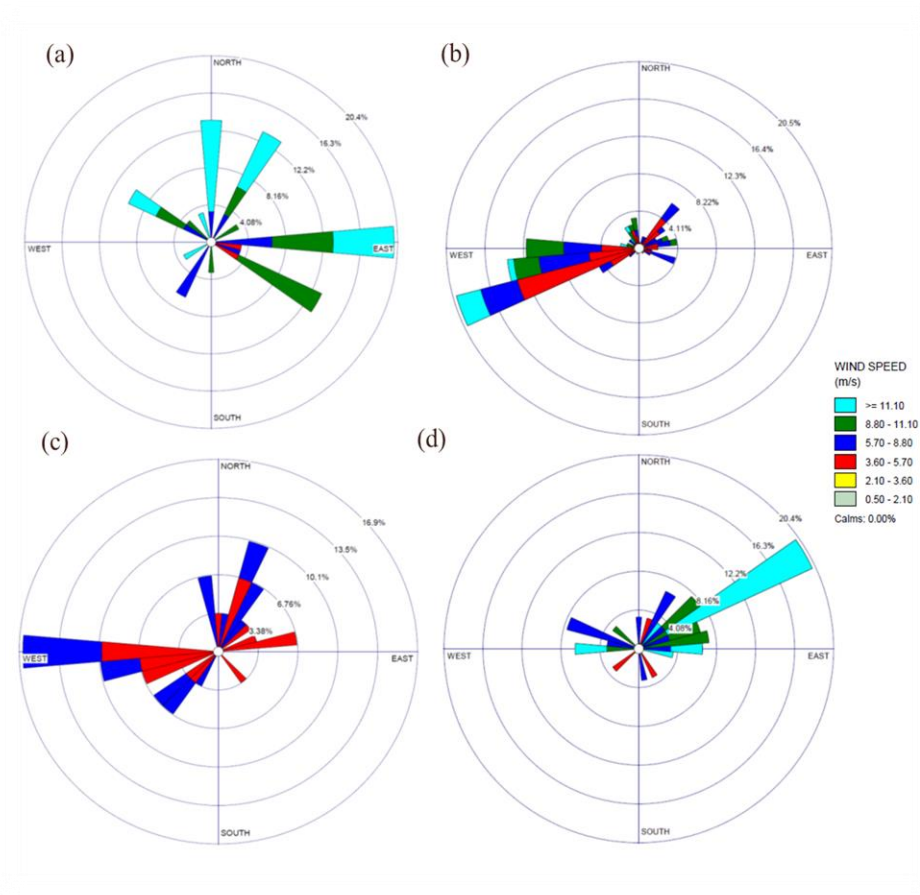 (a)
NORTH
20.4%
16.3%
12.2%
8.16%
4.08%
WEST
EAST
SOUTH
(b)
NORTH
20.5%
16.4%
12.3%
8.22%
4.11%
WEST
EAST
SOUTH
(c)
NORTH
16.9%
13.5%
10.1%
6.76%
3.38%
WEST
EAST
SOUTH
(d)
NORTH
20.4%
16.3%
12.2%
8.16%
4.08%
WEST
EAST
SOUTH
WIND SPEED
(m/s)
>= 11.10
8.80 - 11.10
5.70 - 8.80
3.60 - 5.70
2.10 - 3.60
0.50 - 2.10
Calms: 0.00%